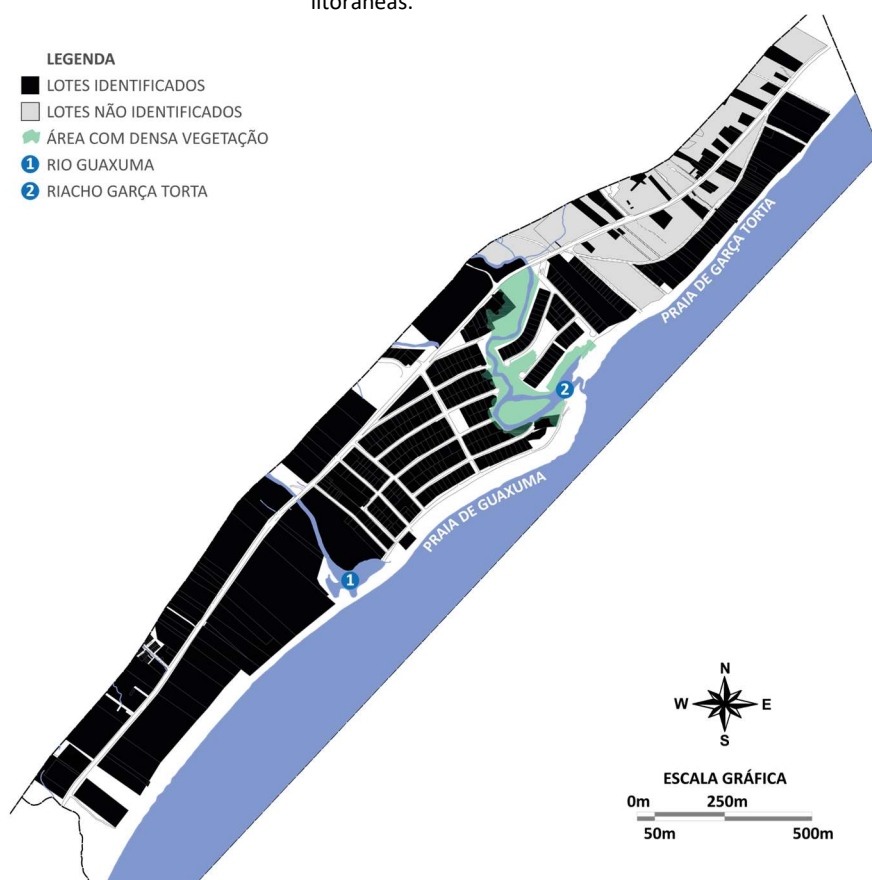 litorâneas.
LEGENDA
LOTES IDENTIFICADOS
LOTES NÃO IDENTIFICADOS
ÁREA COM DENSA VEGETAÇÃO
1 RIO GUAXUMA
2 RIACHO GARÇA TORTA
PRAIA DE GARÇA TORTA
2
PRAIA DE GUAXUMA
1
N
W E
S
ESCALA GRÁFICA
0m 250m
50m 500m